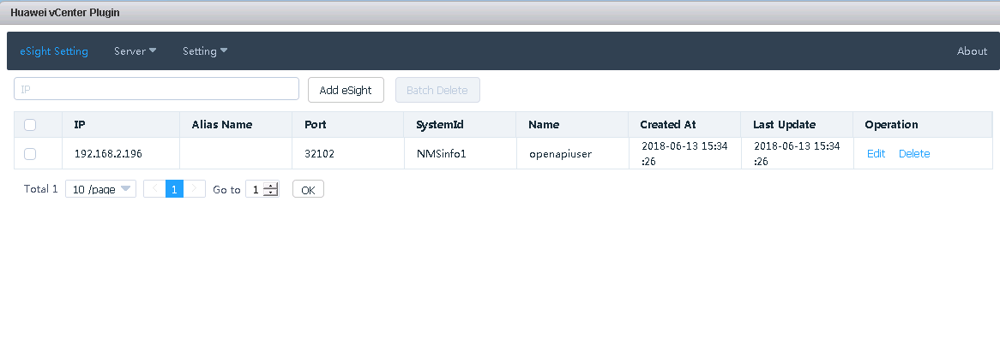 Huawei vCenter Plugin
eSight Setting Server Setting About
IP Add eSight Batch Delete
IP Alias Name Port SystemId Name Created At Last Update Operation
192.168.2.196 32102 NMSinfo1 openapiuser 2018-06-13 15:34 2018-06-13 15:34 Edit Delete
:26 :26
Total 1 10 /page 1 Go to 1 OK